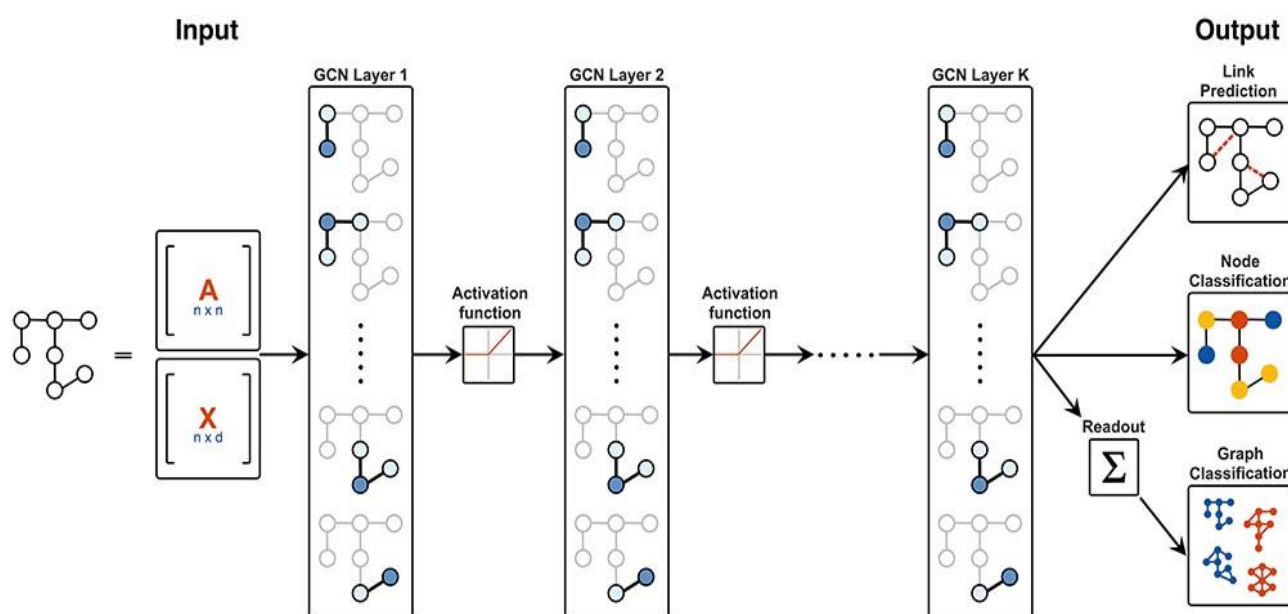 Input
Output
GCN Layer 1
GCN Layer 2
GCN Layer K
Link
Prediction
A
n x n
X
n x d
=
Activation
function
Activation
function
Node
Classification
Readout
Σ
Graph
Classification